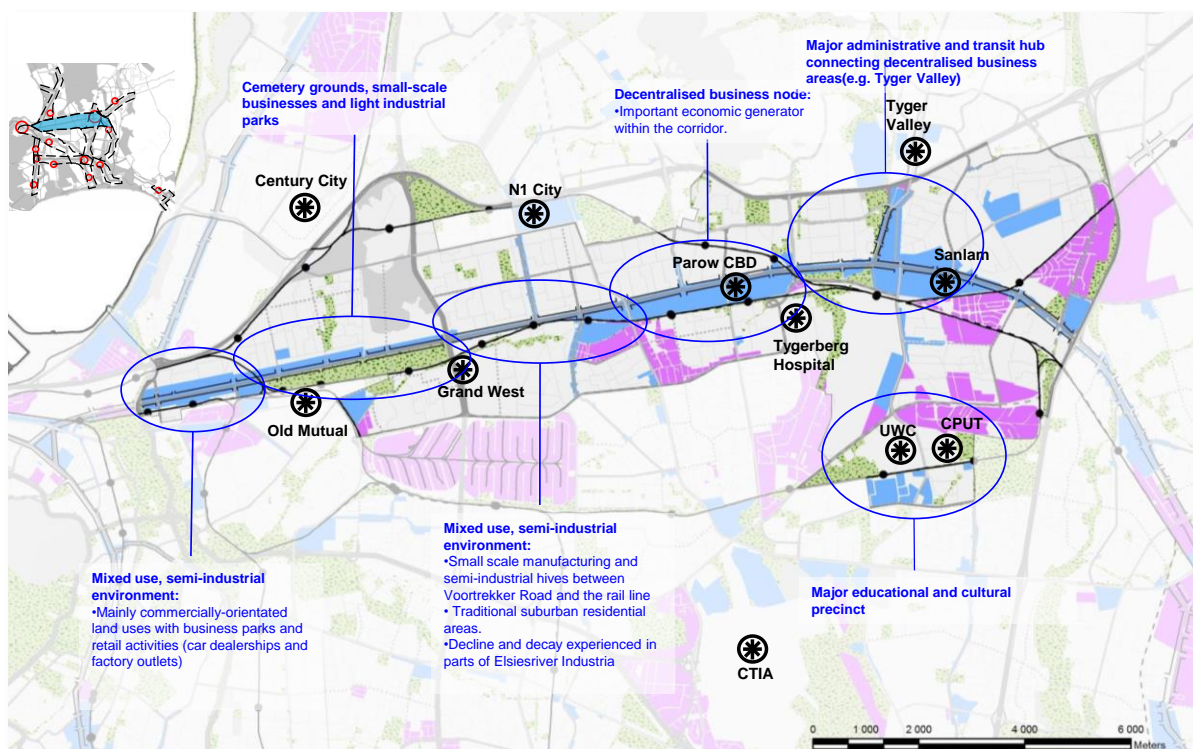 Major administrative and transit hub
connecting decentralised business
areas(e.g. Tyger Valley)
Cemetery grounds, small-scale
businesses and light industrial
parks
Decentralised business node:
•Important economic generator
within the corridor.
Tyger
Valley
Century City
N1 City
Parow CBD
Sanlam
Tygerberg
Hospital
Grand West
Old Mutual
UWC
CPUT
Mixed use, semi-industrial
environment:
•Mainly commercially-orientated
land uses with business parks and
retail activities (car dealerships and
factory outlets)
Mixed use, semi-industrial
environment:
•Small scale manufacturing and
semi-industrial hives between
Voortrekker Road and the rail line
• Traditional suburban residential
areas.
•Decline and decay experienced in
parts of Elsiesriver Industria
Major educational and cultural
precinct
CTIA
0 1 000 2 000 4 000 6 000
Meters